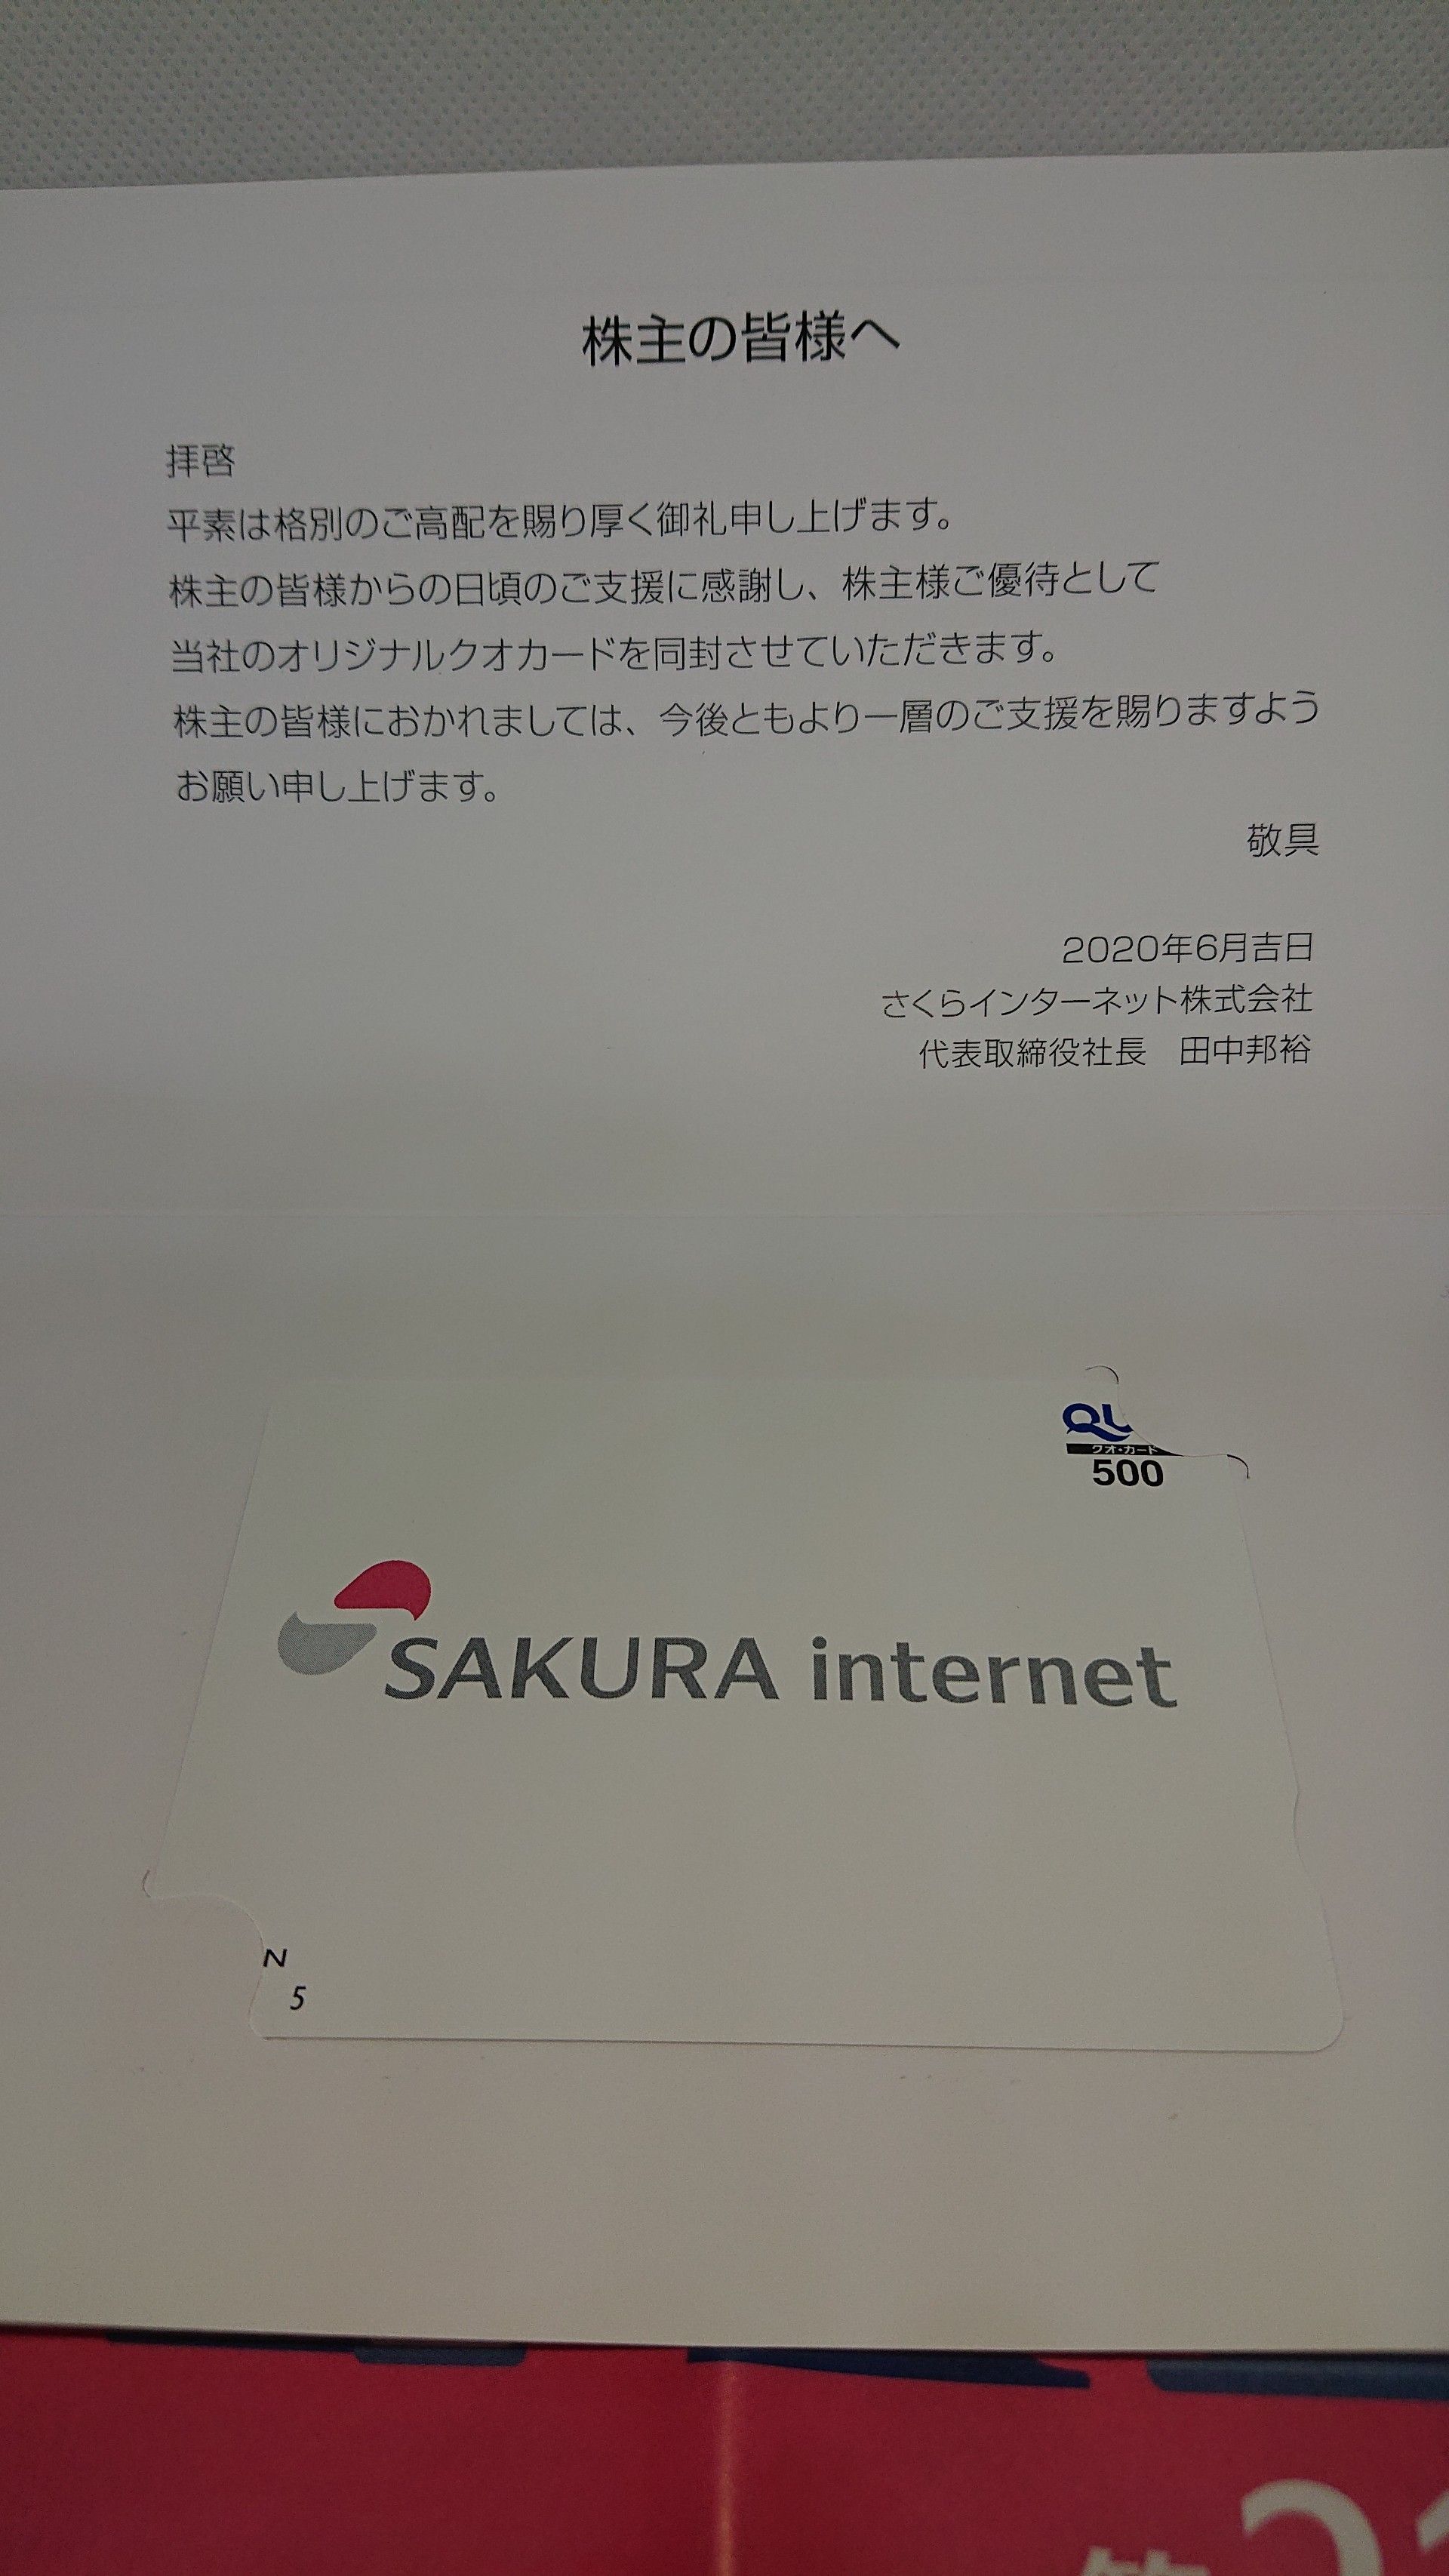 株主の皆様へ
拝啓
平素は格別のご高配を賜り厚く御礼申し上げます。
株主の皆様からの日頃のご支援に感謝し、株主様ご優待として
当社のオリジナルクオカードを同封させていただきます。
株主の皆様におかれましては、今後ともより一層のご支援を賜りますよう
お願い申し上げます。
敬具
2020年6月吉日
さくらインターネット株式会社
代表取締役社長　田中邦裕
QU
クオ・カード
500
SAKURA internet
N
5
第21